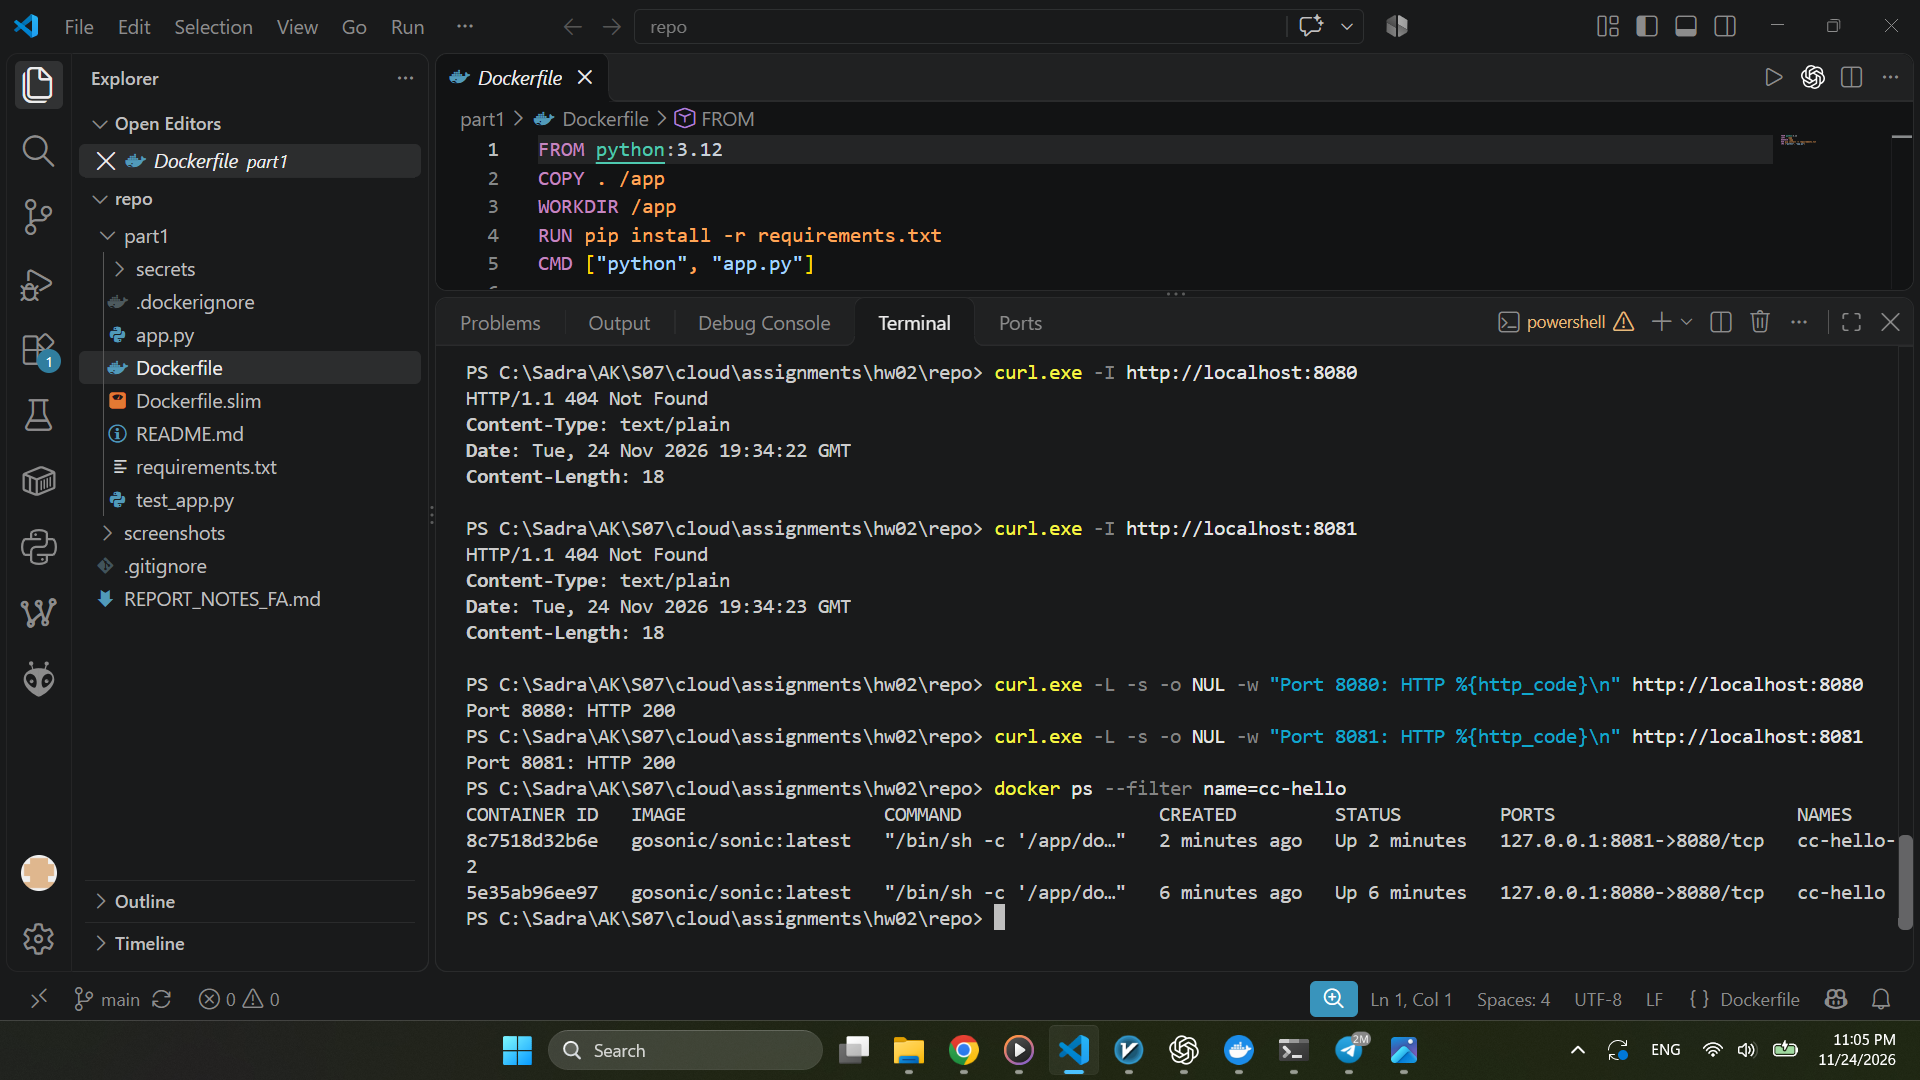 File Edit Selection View Go Run ···
repo
Explorer
Open Editors
Dockerfile part1
repo
part1
secrets
.dockerignore
app.py
Dockerfile
Dockerfile.slim
README.md
requirements.txt
test_app.py
screenshots
.gitignore
REPORT_NOTES_FA.md
Outline
Timeline
1
Dockerfile
part1 > Dockerfile > FROM
1 FROM python:3.12
2 COPY . /app
3 WORKDIR /app
4 RUN pip install -r requirements.txt
5 CMD ["python", "app.py"]
Problems Output Debug Console Terminal Ports
powershell
PS C:\Sadra\AK\S07\cloud\assignments\hw02\repo> curl.exe -I http://localhost:8080
HTTP/1.1 404 Not Found
Content-Type: text/plain
Date: Tue, 24 Nov 2026 19:34:22 GMT
Content-Length: 18
PS C:\Sadra\AK\S07\cloud\assignments\hw02\repo> curl.exe -I http://localhost:8081
HTTP/1.1 404 Not Found
Content-Type: text/plain
Date: Tue, 24 Nov 2026 19:34:23 GMT
Content-Length: 18
PS C:\Sadra\AK\S07\cloud\assignments\hw02\repo> curl.exe -L -s -o NUL -w "Port 8080: HTTP %{http_code}\n" http://localhost:8080
Port 8080: HTTP 200
PS C:\Sadra\AK\S07\cloud\assignments\hw02\repo> curl.exe -L -s -o NUL -w "Port 8081: HTTP %{http_code}\n" http://localhost:8081
Port 8081: HTTP 200
PS C:\Sadra\AK\S07\cloud\assignments\hw02\repo> docker ps --filter name=cc-hello
CONTAINER ID IMAGE COMMAND CREATED STATUS PORTS NAMES
8c7518d32b6e gosonic/sonic:latest "/bin/sh -c '/app/do…" 2 minutes ago Up 2 minutes 127.0.0.1:8081->8080/tcp cc-hello-
2
5e35ab96ee97 gosonic/sonic:latest "/bin/sh -c '/app/do…" 6 minutes ago Up 6 minutes 127.0.0.1:8080->8080/tcp cc-hello
PS C:\Sadra\AK\S07\cloud\assignments\hw02\repo>
main 0 0
Ln 1, Col 1 Spaces: 4 UTF-8 LF { } Dockerfile
Search
2M
ENG
11:05 PM
11/24/2026